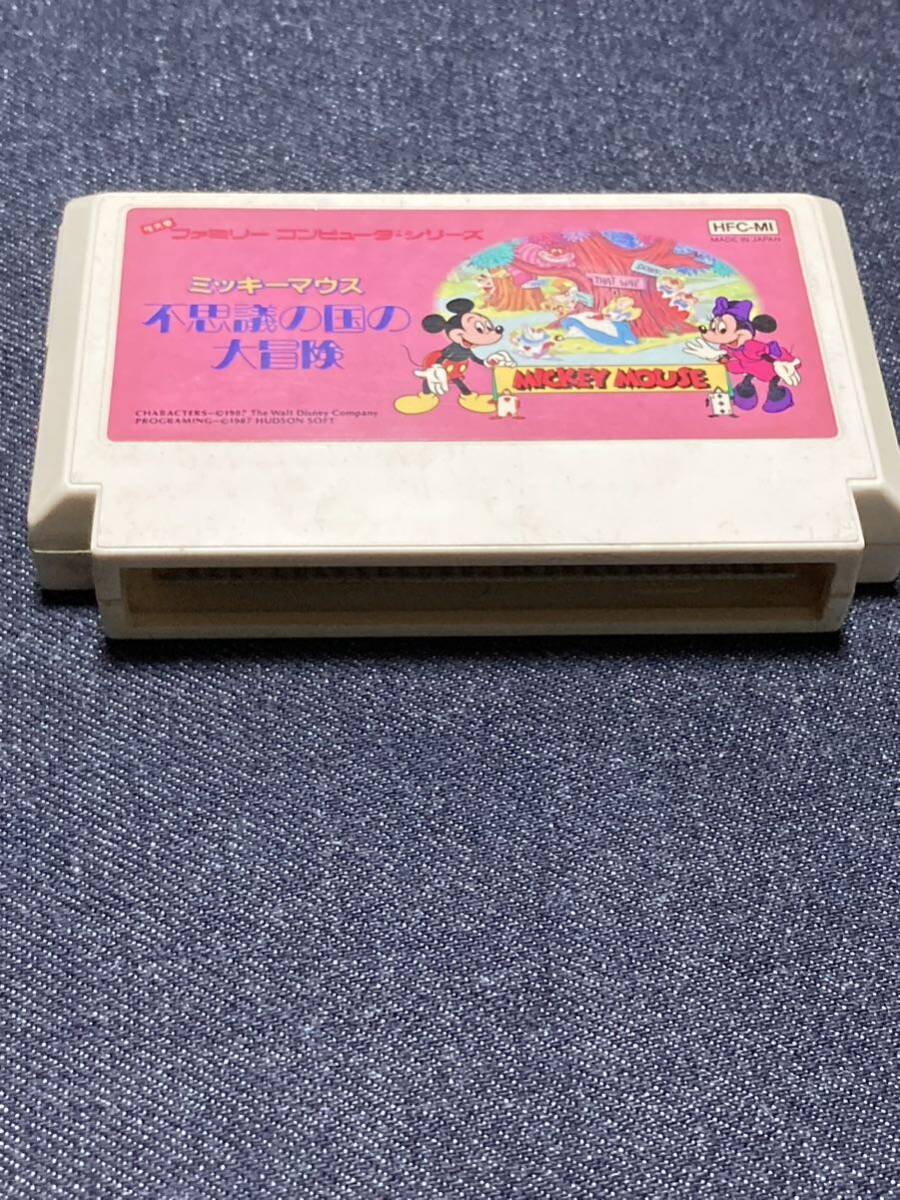 ファミリー コンピュータ・シリーズ
HFC-MI
MADE IN JAPAN
ミッキーマウス
不思議の国の
大冒険
THAT WAY
DOWN
MICKEY MOUSE
CHARACTERS—©1987 The Walt Disney Company
PROGRAMING—©1987 HUDSON SOFT